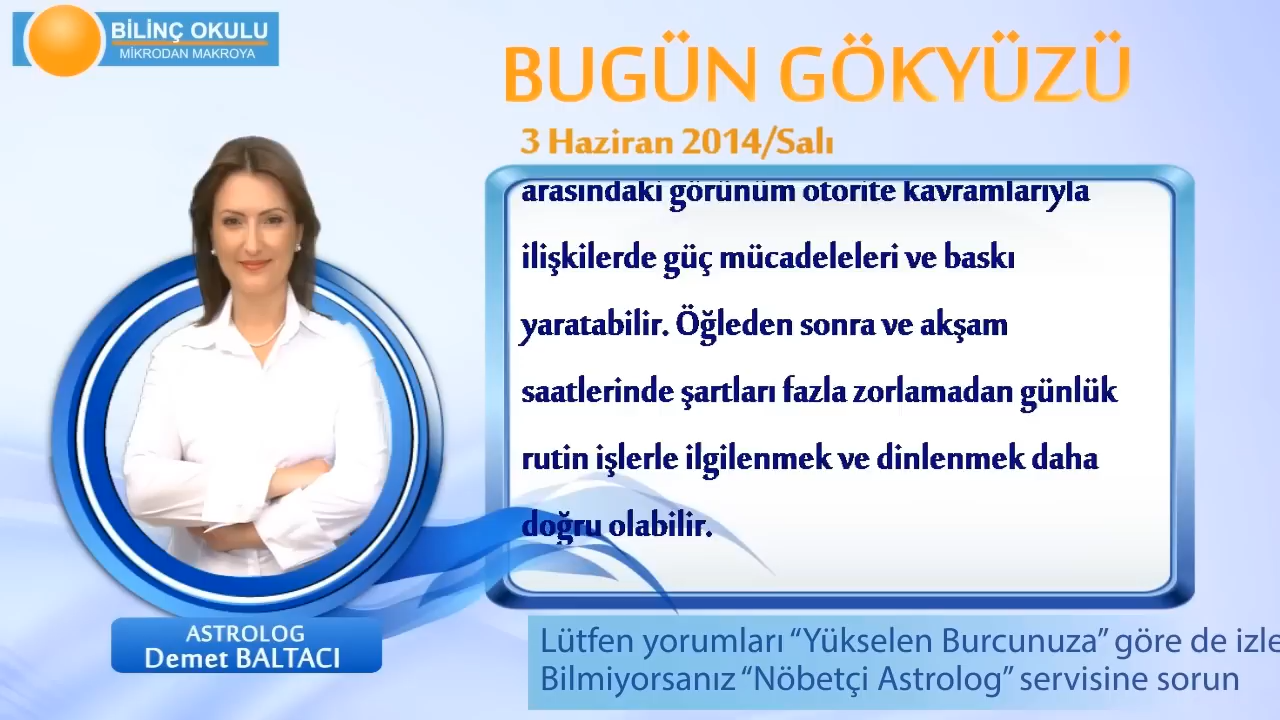 BİLİNÇ OKULU
MİKRODAN MAKROYA
BUGÜN GÖKYÜZÜ
3 Haziran 2014/Salı
arasındaki görünüm otorite kavramlarıyla
ilişkilerde güç mücadeleleri ve baskı
yaratabilir. Öğleden sonra ve akşam
saatlerinde şartları fazla zorlamadan günlük
rutin işlerle ilgilenmek ve dinlenmek daha
doğru olabilir.
ASTROLOG
Demet BALTACI
Lütfen yorumları “Yükselen Burcunuza” göre de izle
Bilmiyorsanız “Nöbetçi Astrolog” servisine sorun